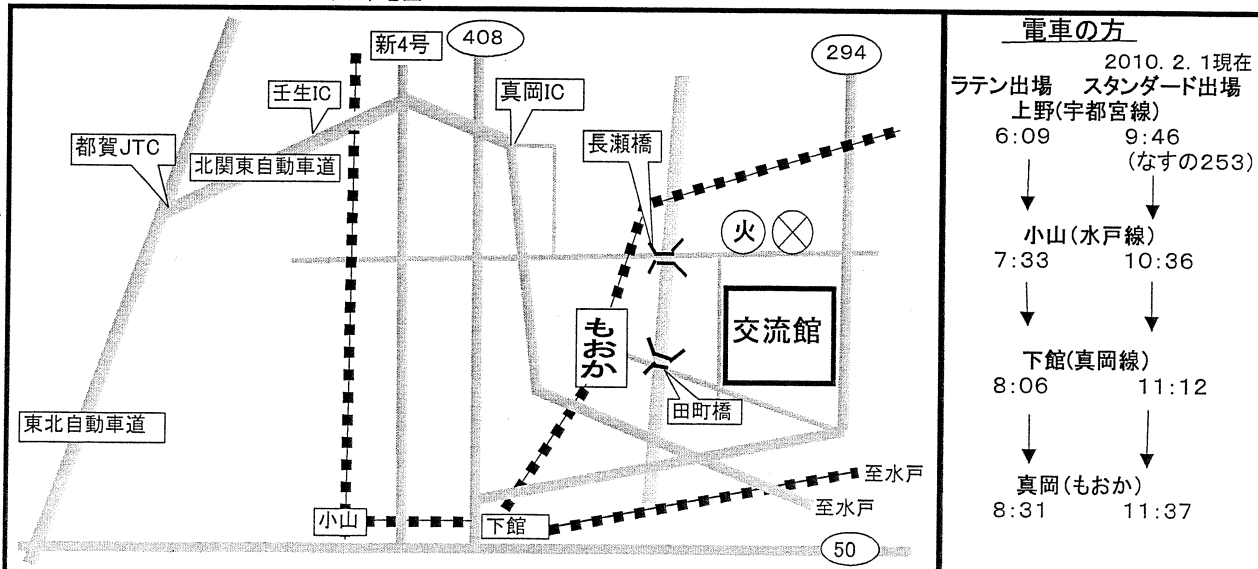 新4号
408
294
壬生IC
真岡IC
長瀬橋
都賀JTC
北関東自動車道
火
もおか
交流館
田町橋
東北自動車道
至水戸
至水戸
小山
下館
50
電車の方
2010. 2. 1現在
ラテン出場 スタンダード出場
上野(宇都宮線)
6:09 9:46
(なすの253)
小山(水戸線)
7:33 10:36
下館(真岡線)
8:06 11:12
真岡(もおか)
8:31 11:37